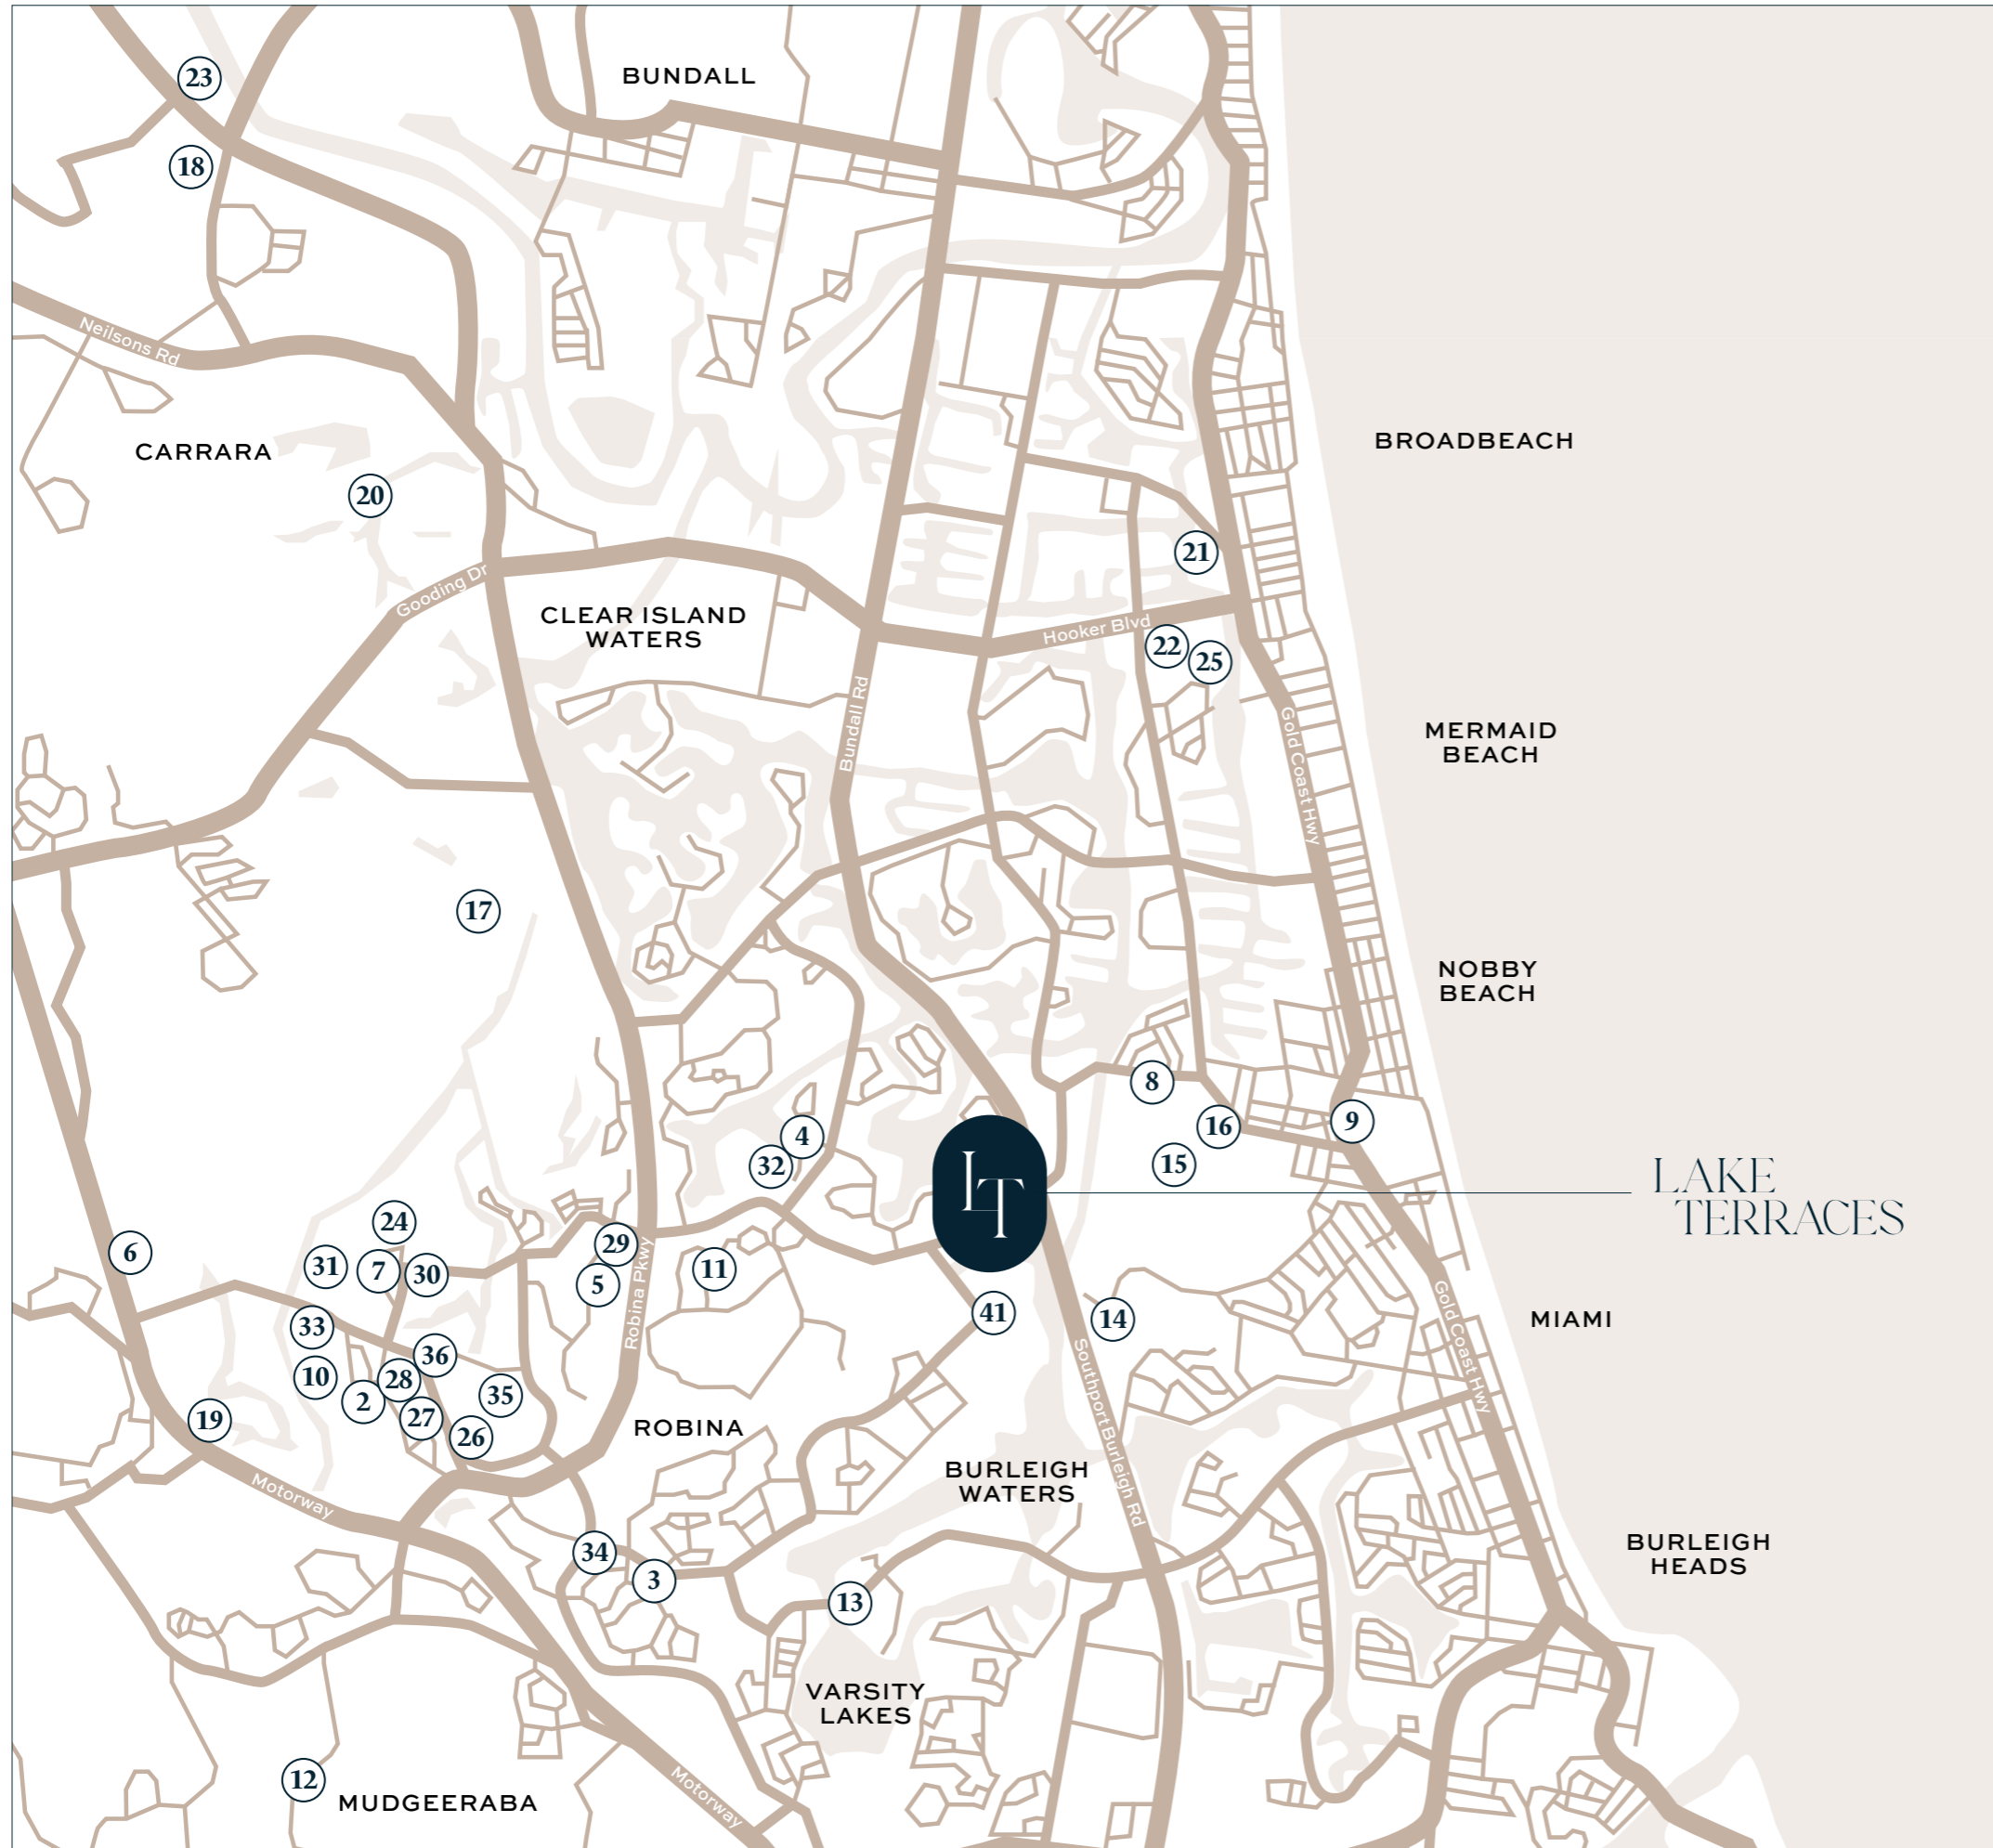 23
BUNDALL
18
Neilsons Rd
CARRARA
BROADBEACH
20
21
Gooding Dr
CLEAR ISLAND
WATERS
Hooker Blvd
22
25
Bundall Rd
Gold Coast Hwy
MERMAID
BEACH
17
NOBBY
BEACH
8
9
16
4
32
15
LT
LAKE
TERRACES
24
6
29
31
7
30
11
5
Robina Pkwy
41
14
MIAMI
33
Gold Coast Hwy
36
10
28
2
35
27
19
26
ROBINA
Southport Burleigh Rd
Motorway
BURLEIGH
WATERS
34
3
BURLEIGH
HEADS
13
VARSITY
LAKES
12
MUDGEERABA
Motorway